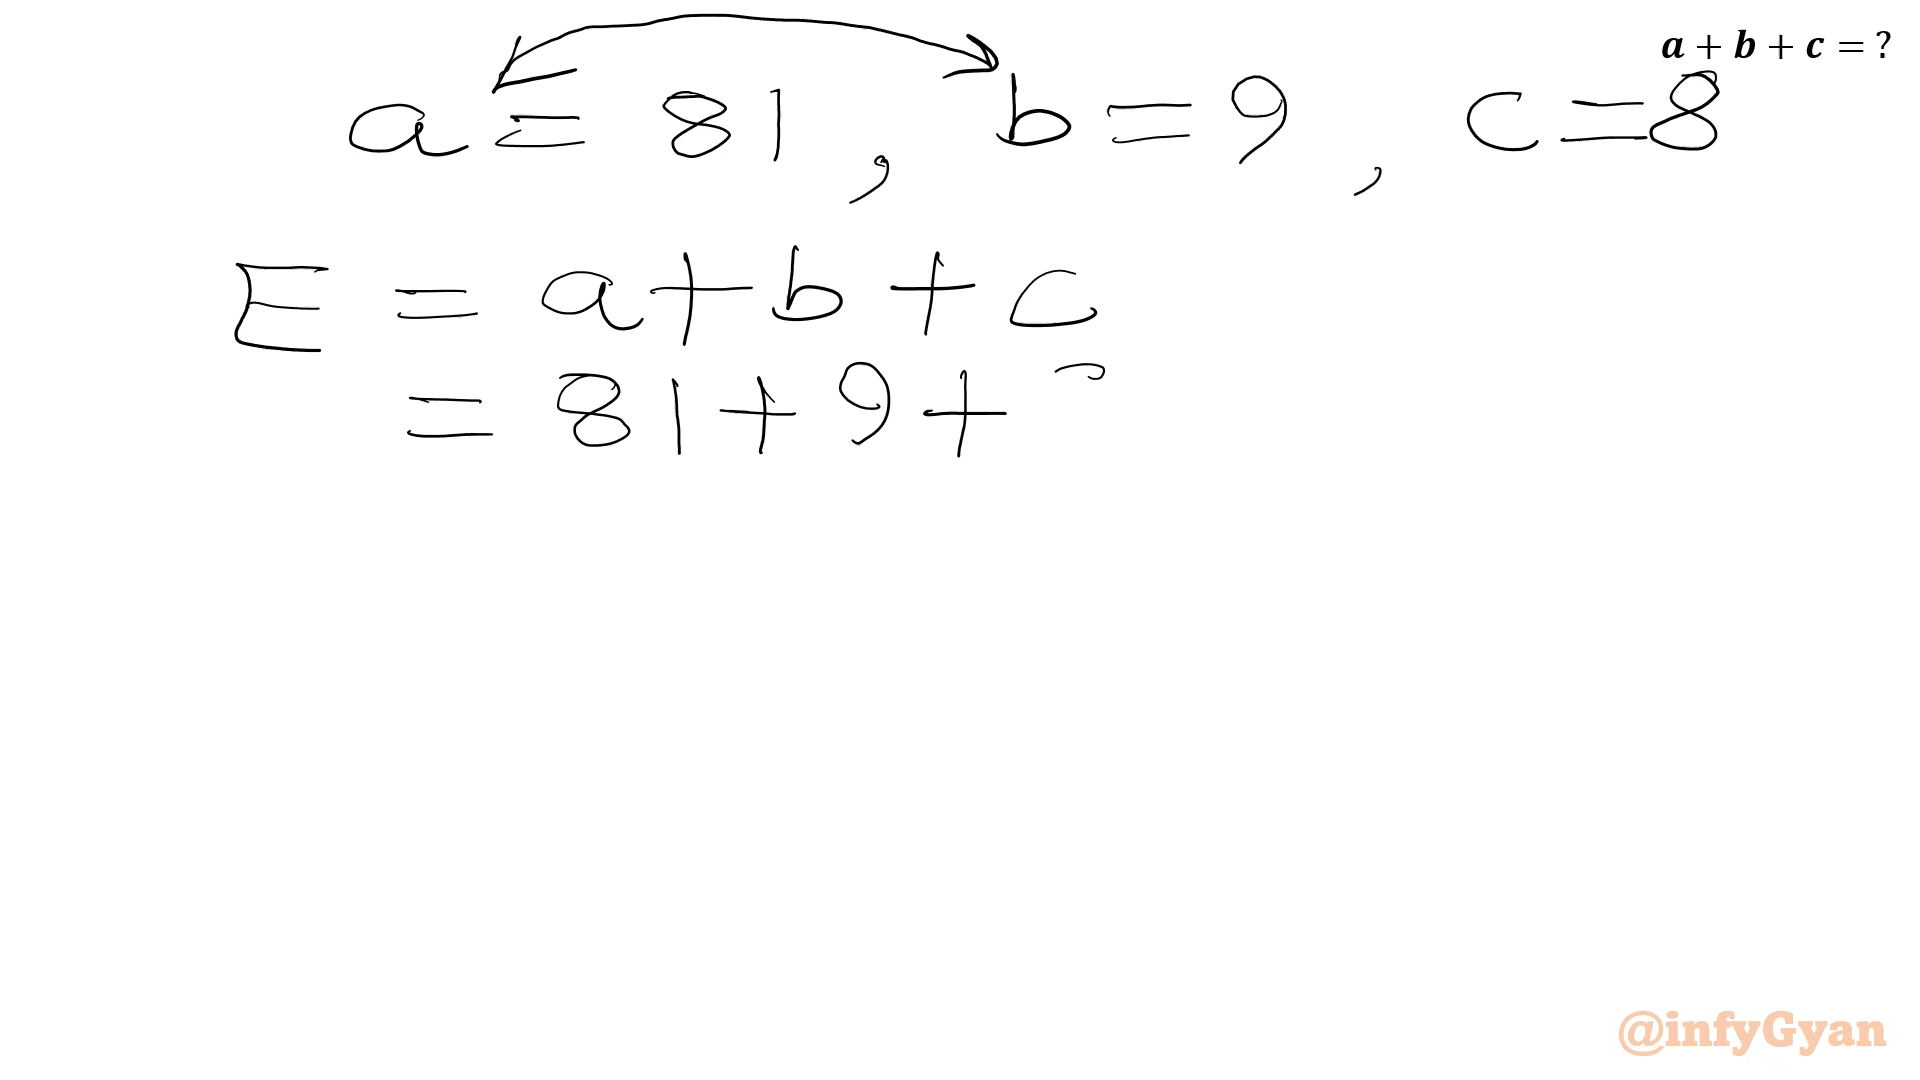 a + b + c = ?
a = 81 , b = 9 , c = 8
E = a + b + c
= 81 + 9 +
@infyGyan